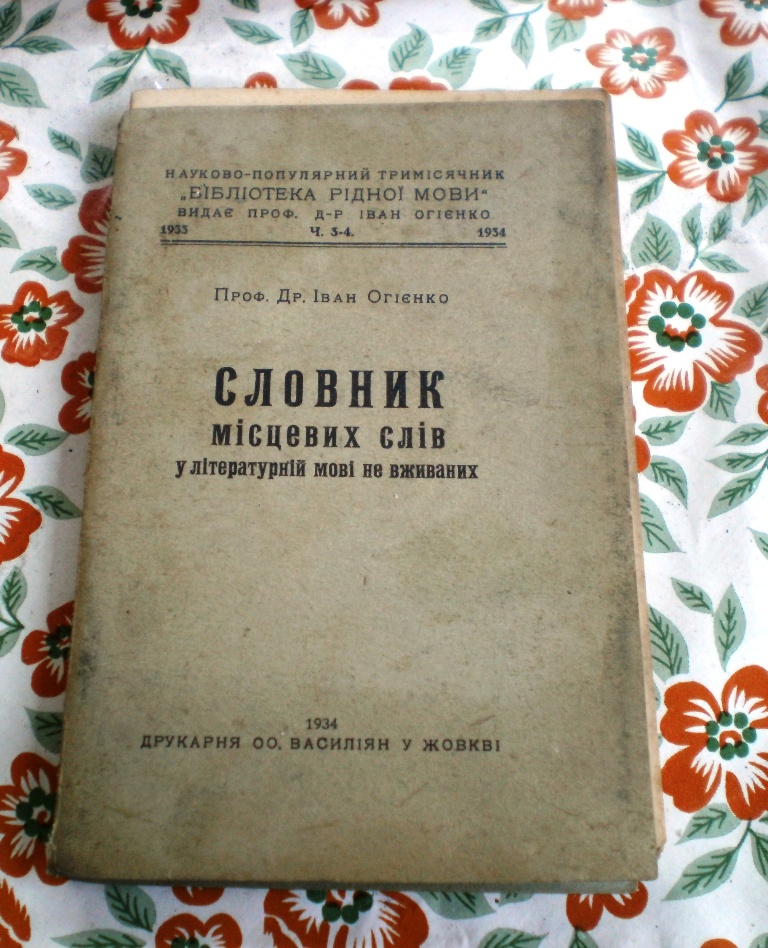 НАУКОВО-ПОПУЛЯРНИЙ ТРИМІСЯЧНИК
„БІБЛІОТЕКА РІДНОЇ МОВИ“
ВИДАЄ ПРОФ. Д-Р ІВАН ОГІЄНКО
1933 Ч. 3-4. 1934
ПРОФ. ДР. ІВАН ОГІЄНКО
СЛОВНИК
МІСЦЕВИХ СЛІВ
у літературній мові не вживаних
1934
ДРУКАРНЯ ОО. ВАСИЛІЯН У ЖОВКВІ